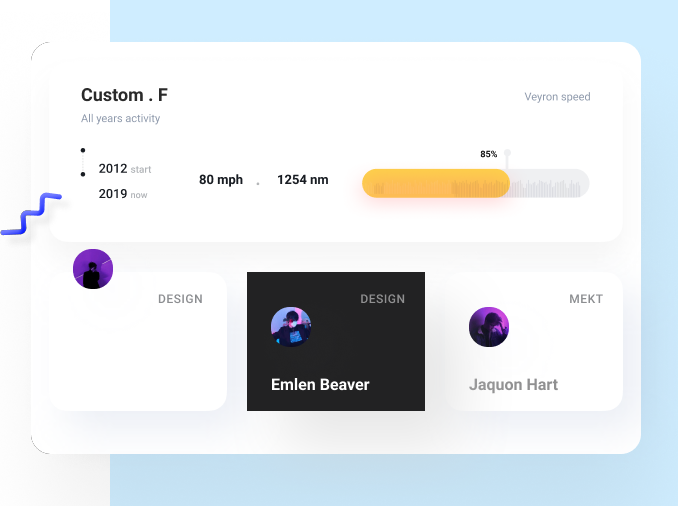 Custom . F
Veyron speed
All years activity
85%
2012 start
80 mph . 1254 nm
2019 now
DESIGN
DESIGN
MEKT
Emlen Beaver
Jaquon Hart